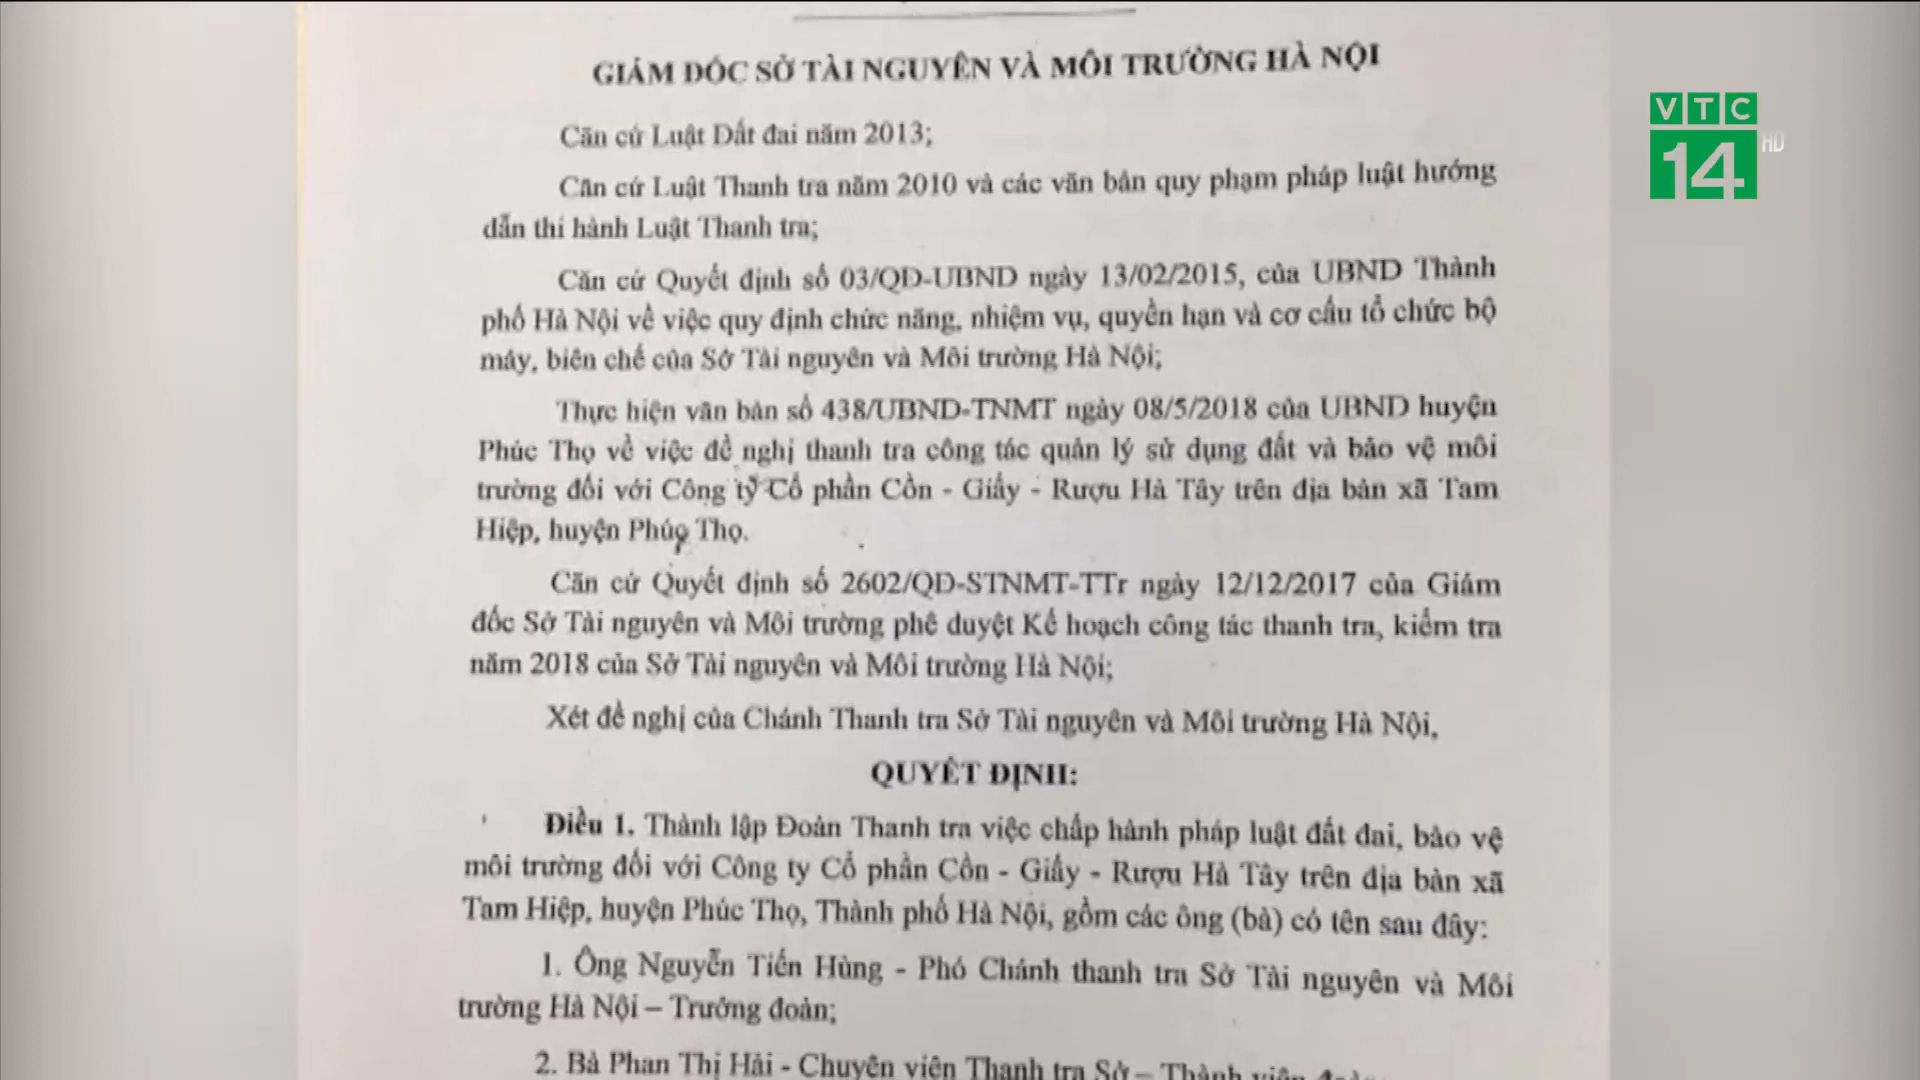 GIÁM ĐỐC SỞ TÀI NGUYÊN VÀ MÔI TRƯỜNG HÀ NỘI
VTC
14 HD
Căn cứ Luật Đất đai năm 2013;
Căn cứ Luật Thanh tra năm 2010 và các văn bản quy phạm pháp luật hướng
dẫn thi hành Luật Thanh tra;
Căn cứ Quyết định số 03/QĐ-UBND ngày 13/02/2015, của UBND Thành
phố Hà Nội về việc quy định chức năng, nhiệm vụ, quyền hạn và cơ cấu tổ chức bộ
máy, biên chế của Sở Tài nguyên và Môi trường Hà Nội;
Thực hiện văn bản số 438/UBND-TNMT ngày 08/5/2018 của UBND huyện
Phúc Thọ về việc đề nghị thanh tra công tác quản lý sử dụng đất và bảo vệ môi
trường đối với Công ty Cổ phần Cồn - Giấy - Rượu Hà Tây trên địa bàn xã Tam
Hiệp, huyện Phúc Thọ.
Căn cứ Quyết định số 2602/QĐ-STNMT-TTr ngày 12/12/2017 của Giám
đốc Sở Tài nguyên và Môi trường phê duyệt Kế hoạch công tác thanh tra, kiểm tra
năm 2018 của Sở Tài nguyên và Môi trường Hà Nội;
Xét đề nghị của Chánh Thanh tra Sở Tài nguyên và Môi trường Hà Nội,
QUYẾT ĐỊNH:
Điều 1. Thành lập Đoàn Thanh tra việc chấp hành pháp luật đất đai, bảo vệ
môi trường đối với Công ty Cổ phần Cồn - Giấy - Rượu Hà Tây trên địa bàn xã
Tam Hiệp, huyện Phúc Thọ, Thành phố Hà Nội, gồm các ông (bà) có tên sau đây:
1. Ông Nguyễn Tiến Hùng - Phó Chánh thanh tra Sở Tài nguyên và Môi
trường Hà Nội – Trưởng đoàn;
2. Bà Phan Thị Hải - Chuyên viên Thanh tra Sở – Thành viên đoàn